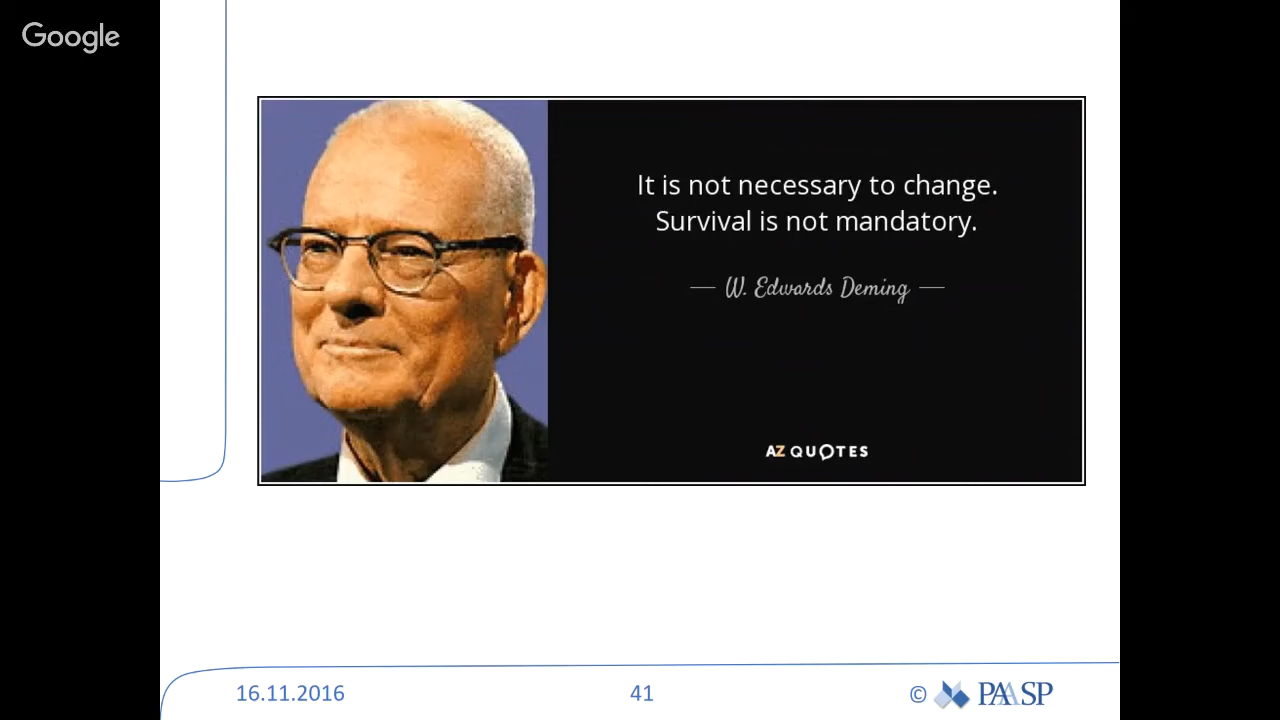 Google
It is not necessary to change.
Survival is not mandatory.
— W. Edwards Deming —
AZ QUOTES
16.11.2016
41
© PAASP